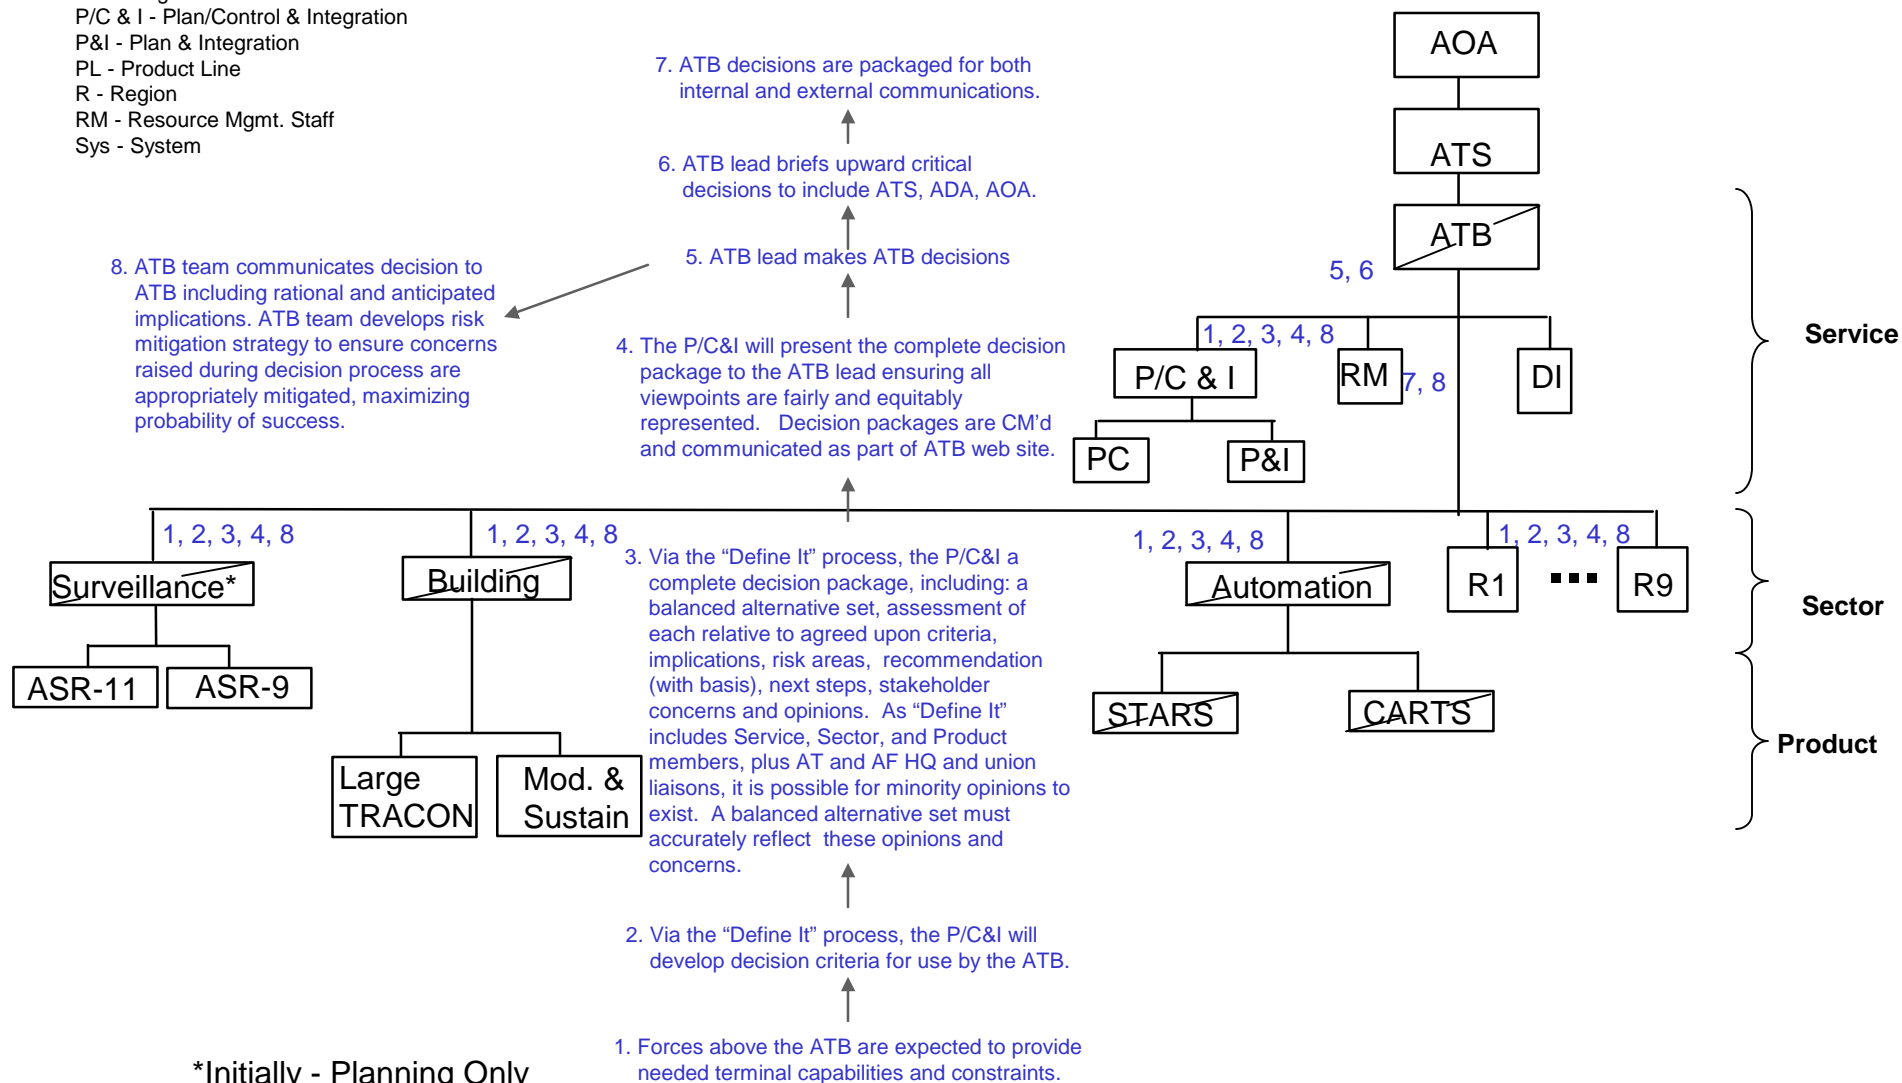 P/C & I - Plan/Control & Integration
P&I - Plan & Integration
PL - Product Line
R - Region
RM - Resource Mgmt. Staff
Sys - System
7. ATB decisions are packaged for both
internal and external communications.
6. ATB lead briefs upward critical
decisions to include ATS, ADA, AOA.
5. ATB lead makes ATB decisions
8. ATB team communicates decision to
ATB including rational and anticipated
implications. ATB team develops risk
mitigation strategy to ensure concerns
raised during decision process are
appropriately mitigated, maximizing
probability of success.
4. The P/C&I will present the complete decision
package to the ATB lead ensuring all
viewpoints are fairly and equitably
represented. Decision packages are CM’d
and communicated as part of ATB web site.
3. Via the “Define It” process, the P/C&I a
complete decision package, including: a
balanced alternative set, assessment of
each relative to agreed upon criteria,
implications, risk areas, recommendation
(with basis), next steps, stakeholder
concerns and opinions. As “Define It”
includes Service, Sector, and Product
members, plus AT and AF HQ and union
liaisons, it is possible for minority opinions to
exist. A balanced alternative set must
accurately reflect these opinions and
concerns.
2. Via the “Define It” process, the P/C&I will
develop decision criteria for use by the ATB.
1. Forces above the ATB are expected to provide
needed terminal capabilities and constraints.
AOA
ATS
ATB
5, 6
1, 2, 3, 4, 8
P/C & I
RM
7, 8
DI
PC
P&I
Service
1, 2, 3, 4, 8
1, 2, 3, 4, 8
1, 2, 3, 4, 8
1, 2, 3, 4, 8
Surveillance*
Building
Automation
R1
R9
Sector
ASR-11
ASR-9
Large
TRACON
Mod. &
Sustain
STARS
CARTS
Product
*Initially - Planning Only